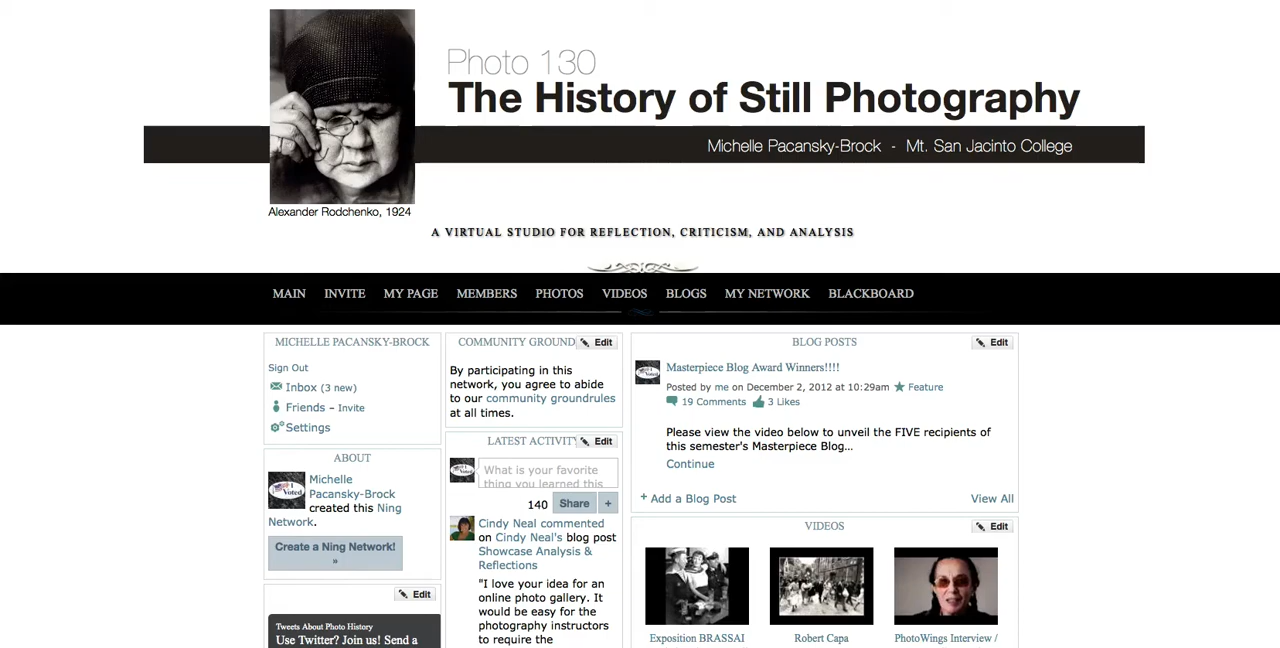 Photo 130
The History of Still Photography
Michelle Pacansky-Brock - Mt. San Jacinto College
Alexander Rodchenko, 1924
A VIRTUAL STUDIO FOR REFLECTION, CRITICISM, AND ANALYSIS
MAIN INVITE MY PAGE MEMBERS PHOTOS VIDEOS BLOGS MY NETWORK BLACKBOARD
MICHELLE PACANSKY-BROCK
Sign Out
Inbox (3 new)
Friends – Invite
Settings
ABOUT
I Voted
Michelle
Pacansky-Brock
created this Ning
Network.
Create a Ning Network!
»
Edit
Tweets About Photo History
Use Twitter? Join us! Send a
COMMUNITY GROUND Edit
By participating in this
network, you agree to abide
to our community groundrules
at all times.
LATEST ACTIVITY Edit
What is your favorite
thing you learned this
140 Share +
Cindy Neal commented
on Cindy Neal's blog post
Showcase Analysis &
Reflections
"I love your idea for an
online photo gallery. It
would be easy for the
photography instructors
to require the
BLOG POSTS Edit
Masterpiece Blog Award Winners!!!!
Posted by me on December 2, 2012 at 10:29am ★ Feature
19 Comments 3 Likes
Please view the video below to unveil the FIVE recipients of
this semester's Masterpiece Blog…
Continue
+ Add a Blog Post View All
VIDEOS Edit
Exposition BRASSAI Robert Capa PhotoWings Interview /